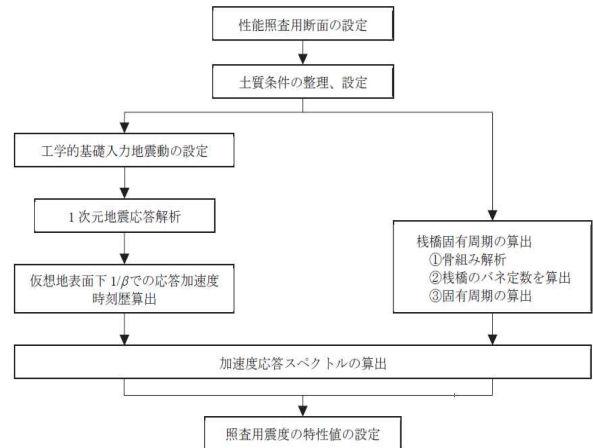 性能照査用断面の設定
土質条件の整理、設定
工学的基礎入力地震動の設定
1次元地震応答解析
仮想地表面下 1/βでの応答加速度
時刻歴算出
桟橋固有周期の算出
①骨組み解析
②桟橋のバネ定数を算出
③固有周期の算出
加速度応答スペクトルの算出
照査用震度の特性値の設定